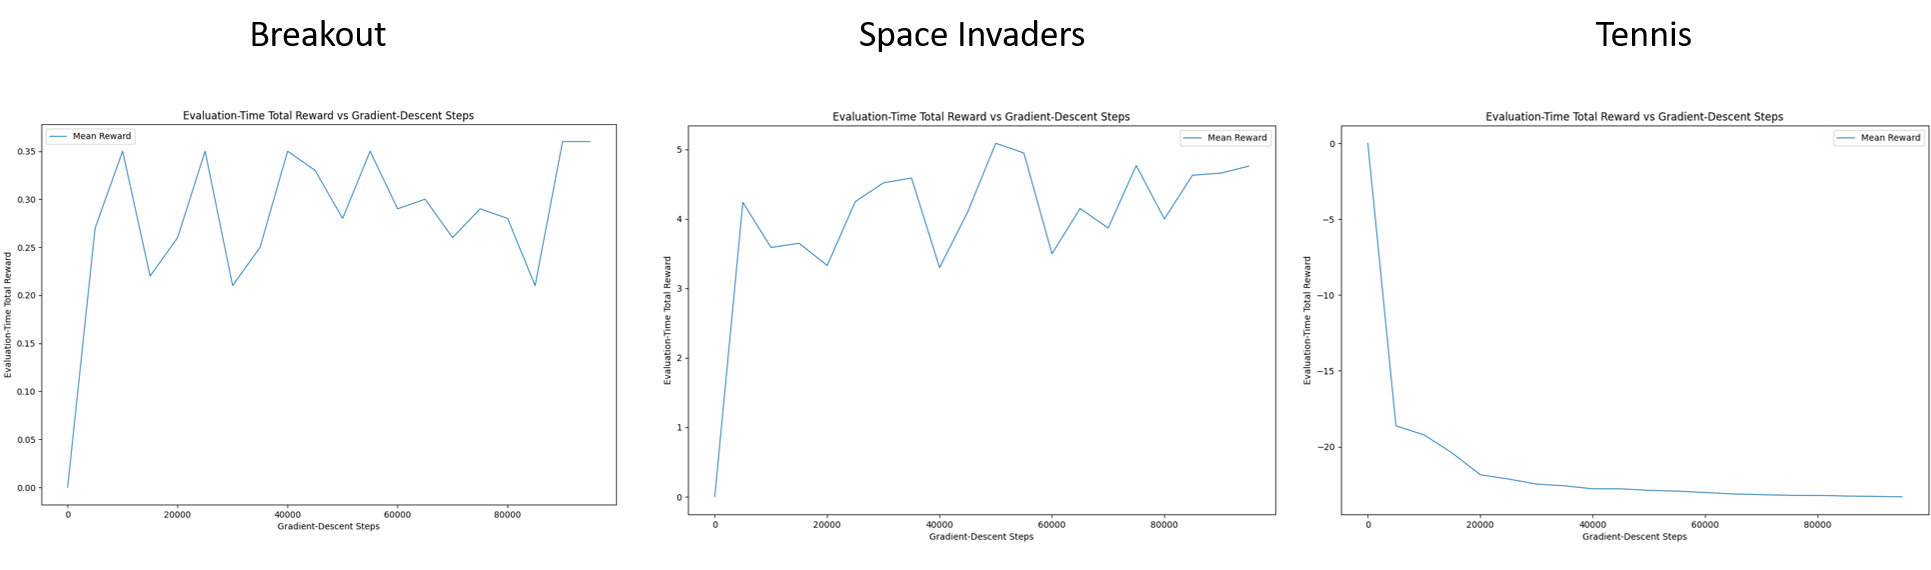 Breakout
Evaluation-Time Total Reward vs Gradient-Descent Steps
Mean Reward
Evaluation-Time Total Reward
0.35
0.30
0.25
0.20
0.15
0.10
0.05
0.00
0 20000 40000 60000 80000
Gradient-Descent Steps
Space Invaders
Evaluation-Time Total Reward vs Gradient-Descent Steps
Mean Reward
Evaluation-Time Total Reward
5
4
3
2
1
0
0 20000 40000 60000 80000
Gradient-Descent Steps
Tennis
Evaluation-Time Total Reward vs Gradient-Descent Steps
Mean Reward
Evaluation-Time Total Reward
0
−5
−10
−15
−20
0 20000 40000 60000 80000
Gradient-Descent Steps